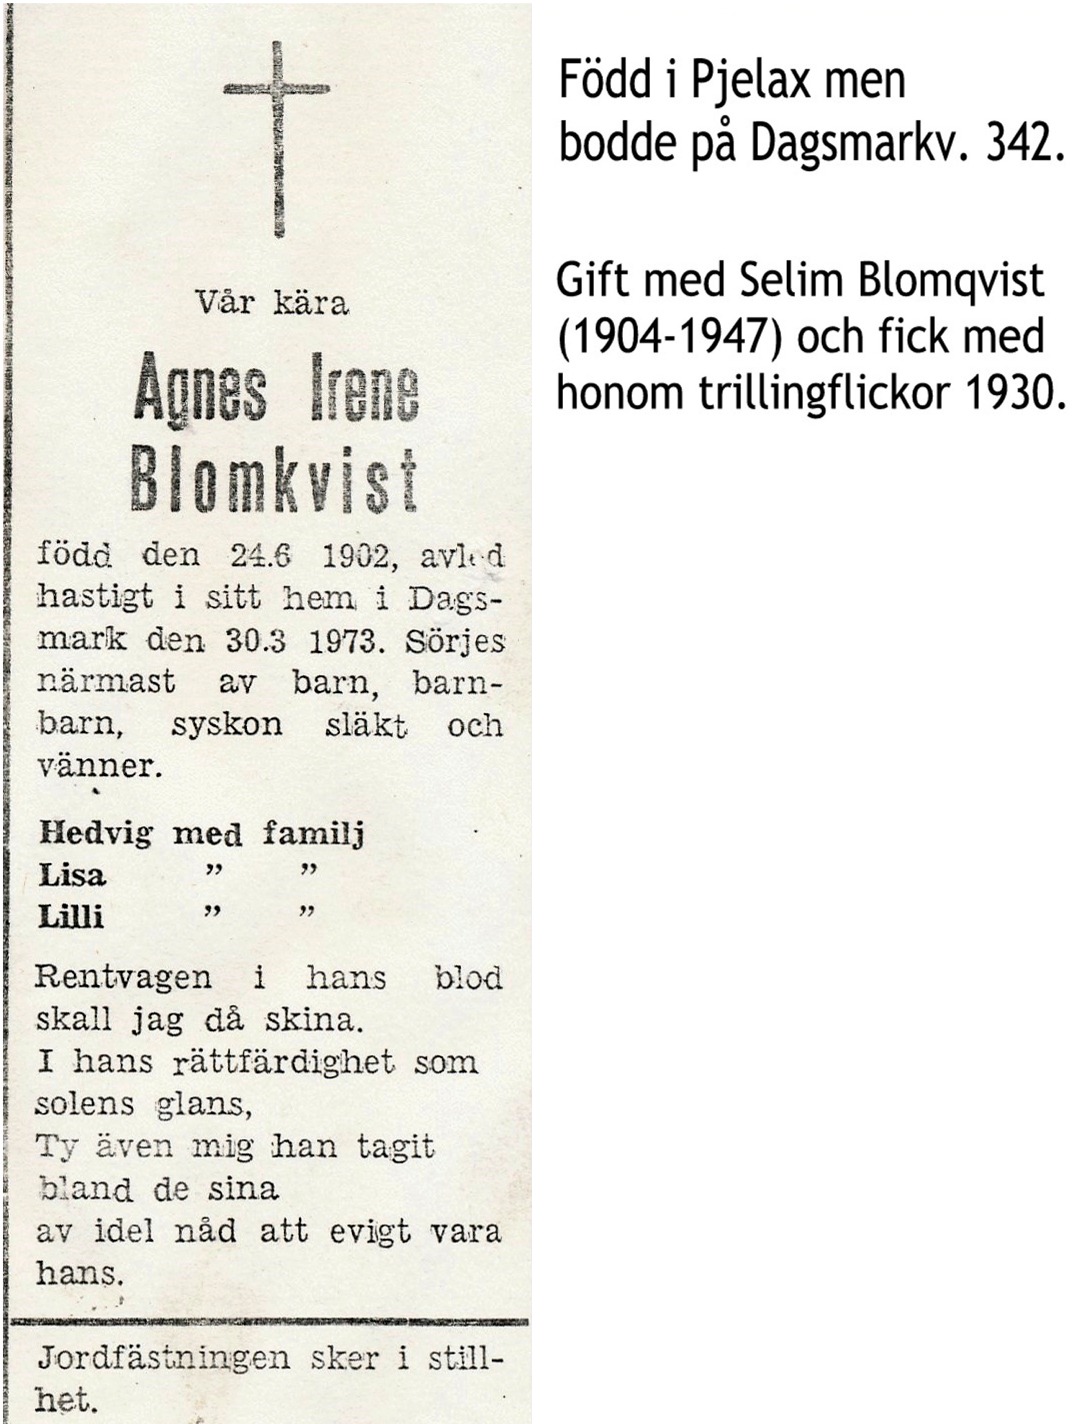 Vår kära
Agnes Irene
Blomkvist
född den 24.6 1902, avled
hastigt i sitt hem i Dags-
mark den 30.3 1973. Sörjes
närmast av barn, barn-
barn, syskon släkt och
vänner.
Hedvig med familj
Lisa " "
Lilli " "
Rentvagen i hans blod
skall jag då skina.
I hans rättfärdighet som
solens glans,
Ty även mig han tagit
bland de sina
av idel nåd att evigt vara
hans.
Jordfästningen sker i still-
het.
Född i Pjelax men
bodde på Dagsmarkv. 342.
Gift med Selim Blomqvist
(1904-1947) och fick med
honom trillingflickor 1930.